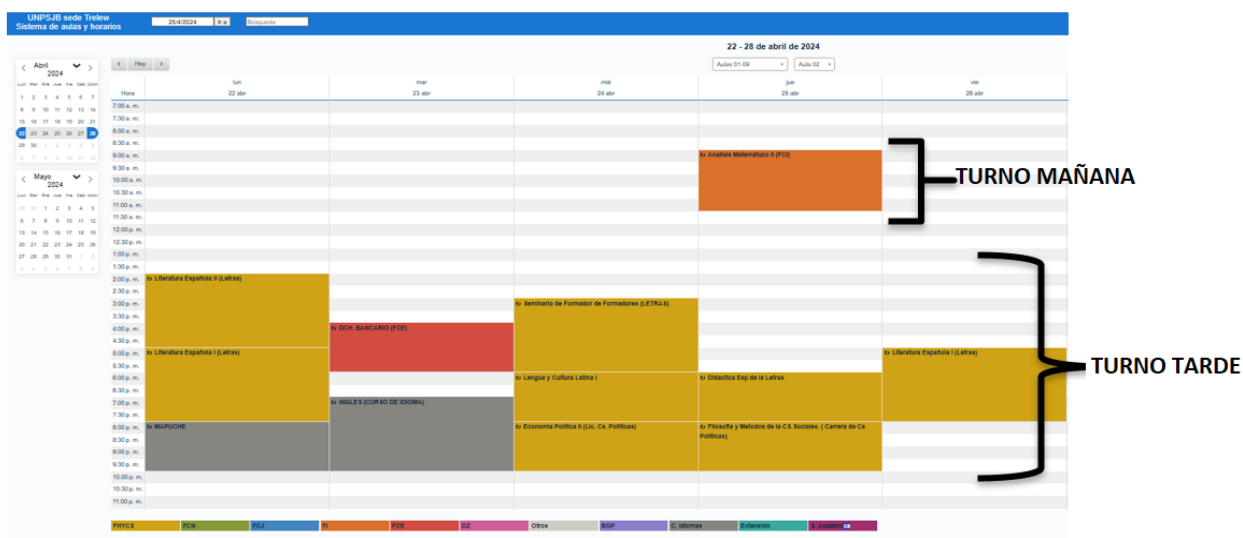 UNPSJB sede Trelew
Sistema de aulas y horarios
25/4/2024 Ir a Búsqueda
22 - 28 de abril de 2024
Abril
2024
Hoy
Aulas 01-09 Aula 02
Lun Mar Mié Jue Vie Sáb Dom
1 2 3 4 5 6 7
8 9 10 11 12 13 14
15 16 17 18 19 20 21
22 23 24 25 26 27 28
29 30 1 2 3 4 5
6 7 8 9 10 11 12
Mayo
2024
Lun Mar Mié Jue Vie Sáb Dom
29 30 1 2 3 4 5
6 7 8 9 10 11 12
13 14 15 16 17 18 19
20 21 22 23 24 25 26
27 28 29 30 31 1 2
3 4 5 6 7 8 9
lun mar mié jue vie
Hora 22 abr 23 abr 24 abr 25 abr 26 abr
7:00 a. m.
7:30 a. m.
8:00 a. m.
8:30 a. m.
9:00 a. m. Analisis Matemátuco II (FCI)
9:30 a. m.
10:00 a. m.
10:30 a. m.
11:00 a. m.
11:30 a. m.
12:00 p. m.
12:30 p. m.
1:00 p. m.
1:30 p. m.
2:00 p. m. Literatura Española II (Letras)
2:30 p. m.
3:00 p. m. Seminario de Formador de Formadores (LETRAS)
3:30 p. m.
4:00 p. m. DCH. BANCARIO (FCE)
4:30 p. m.
5:00 p. m. Literatura Española I (Letras) Literatura Española I (Letras)
5:30 p. m.
6:00 p. m. Lengua y Cultura Latina I Didactica Esp.de la Letras
6:30 p. m.
7:00 p. m. INGLES (CURSO DE IDIOMA)
7:30 p. m.
8:00 p. m. MAPUCHE Economía Política II (Lic. Cs. Políticas) Filosofia y Metodos de la CS.Sociales. ( Carrera de Cs
8:30 p. m. Políticas)
9:00 p. m.
9:30 p. m.
10:00 p. m.
10:30 p. m.
11:00 p. m.
TURNO MAÑANA
TURNO TARDE
FHYCS FCN FCJ FI FCE DZ Otros BGP C. Idiomas Extensión S. Académ